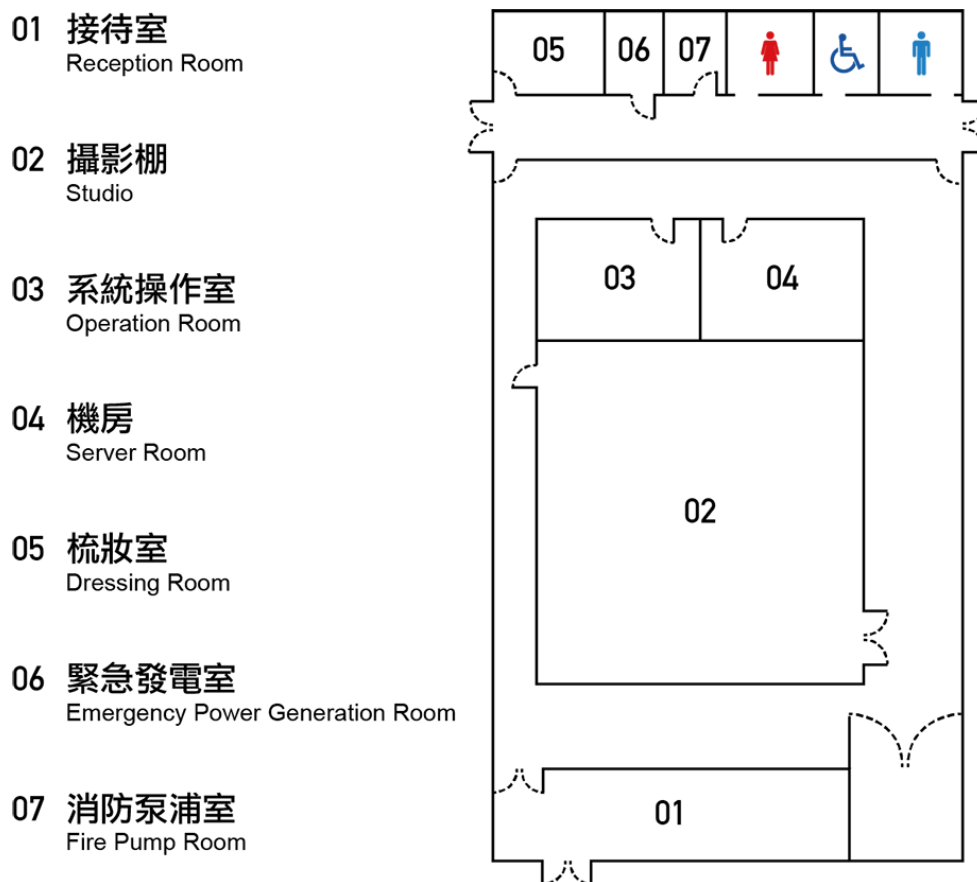 01 接待室
Reception Room
02 攝影棚
Studio
03 系統操作室
Operation Room
04 機房
Server Room
05 梳妝室
Dressing Room
06 緊急發電室
Emergency Power Generation Room
07 消防泵浦室
Fire Pump Room
05 06 07
03 04
02
01